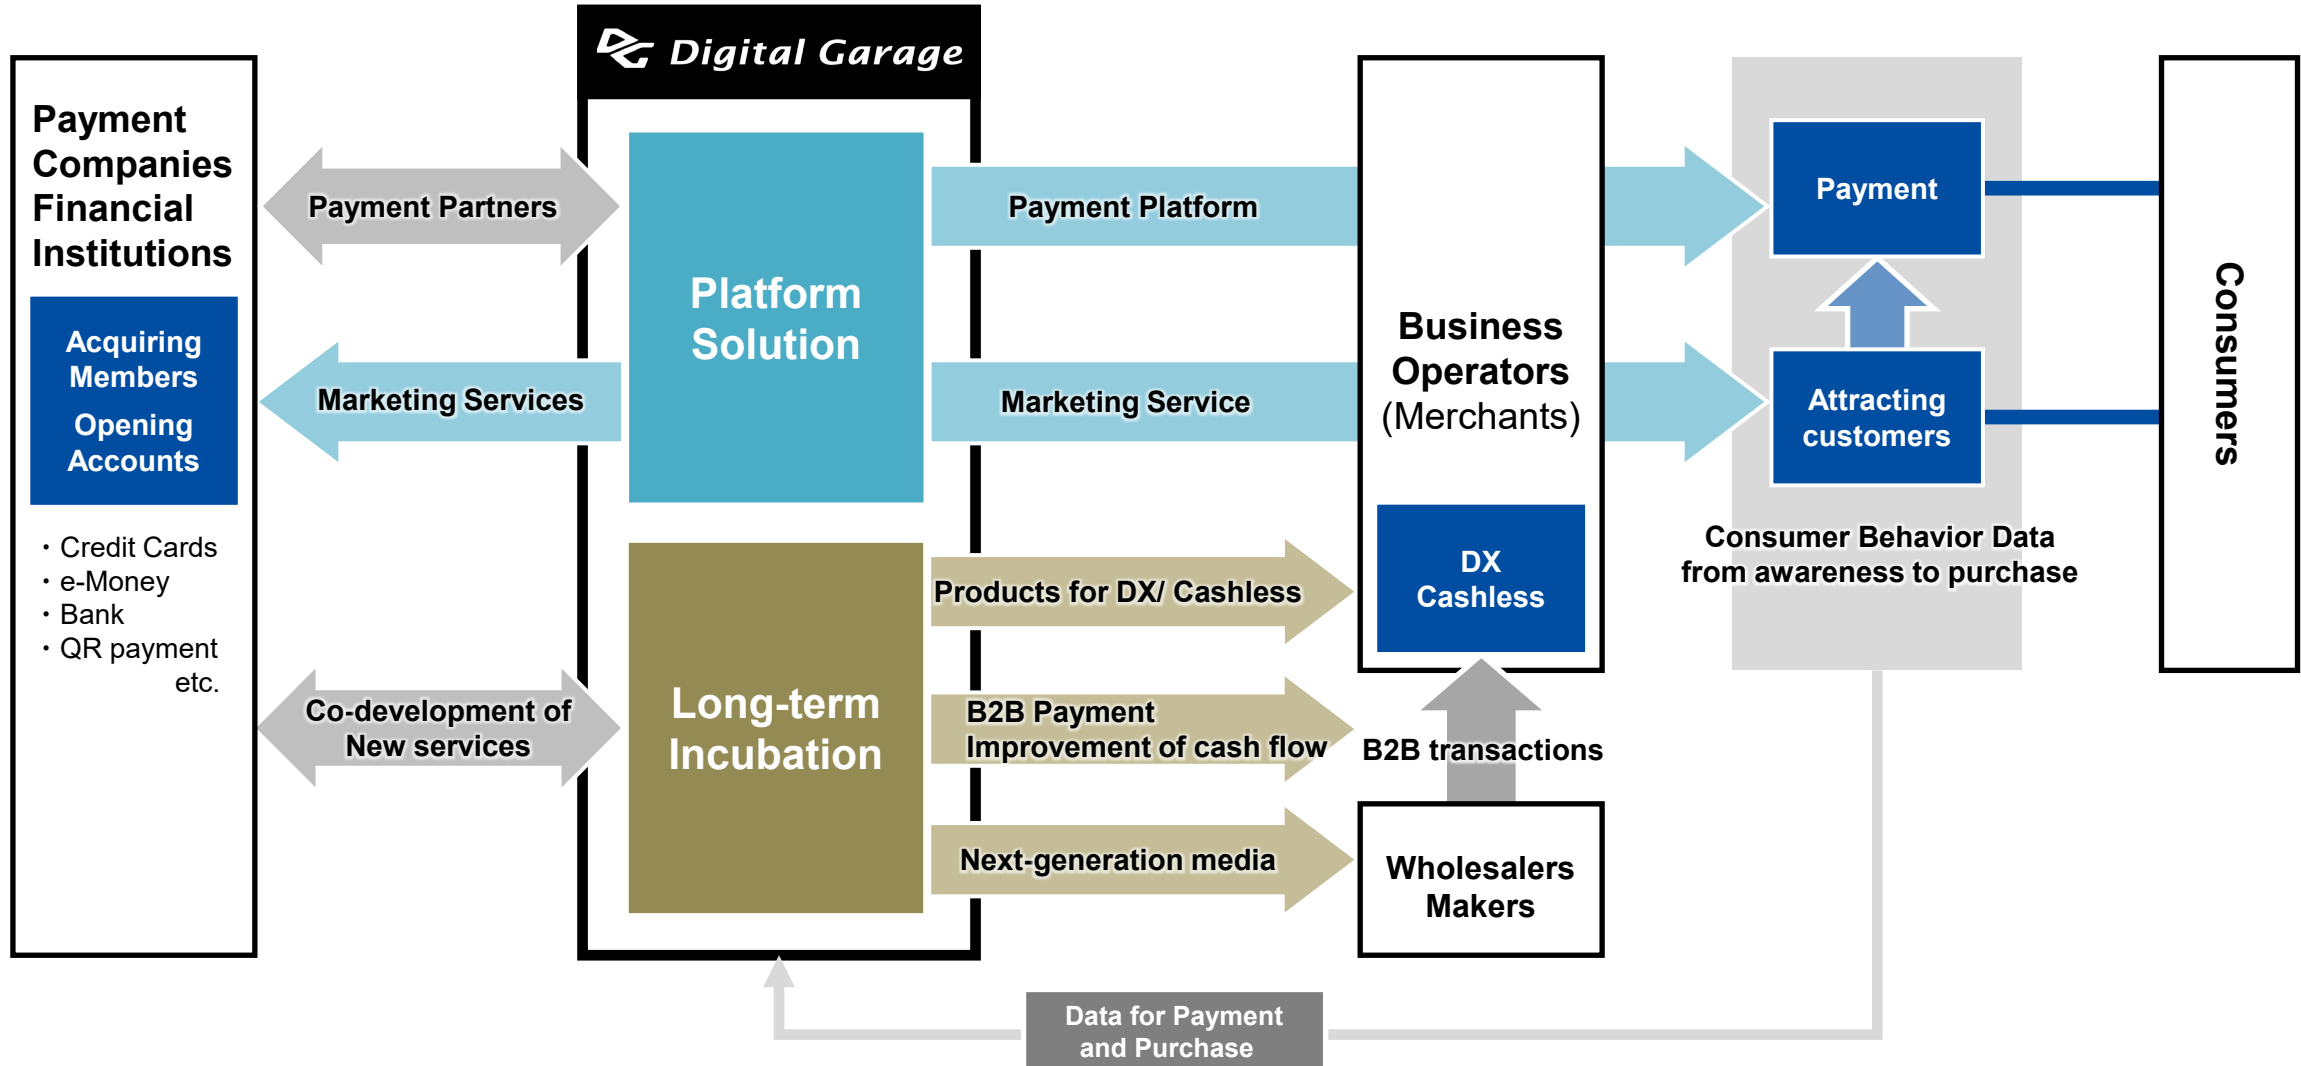 DG Digital Garage
Payment
Companies
Financial
Institutions
Acquiring
Members
Opening
Accounts
・Credit Cards
・e-Money
・Bank
・QR payment
etc.
Payment Partners
Marketing Services
Co-development of
New services
Platform
Solution
Long-term
Incubation
Payment Platform
Marketing Service
Products for DX/ Cashless
B2B Payment
Improvement of cash flow
Next-generation media
Business
Operators
(Merchants)
DX
Cashless
B2B transactions
Wholesalers
Makers
Payment
Attracting
customers
Consumer Behavior Data
from awareness to purchase
Consumers
Data for Payment
and Purchase